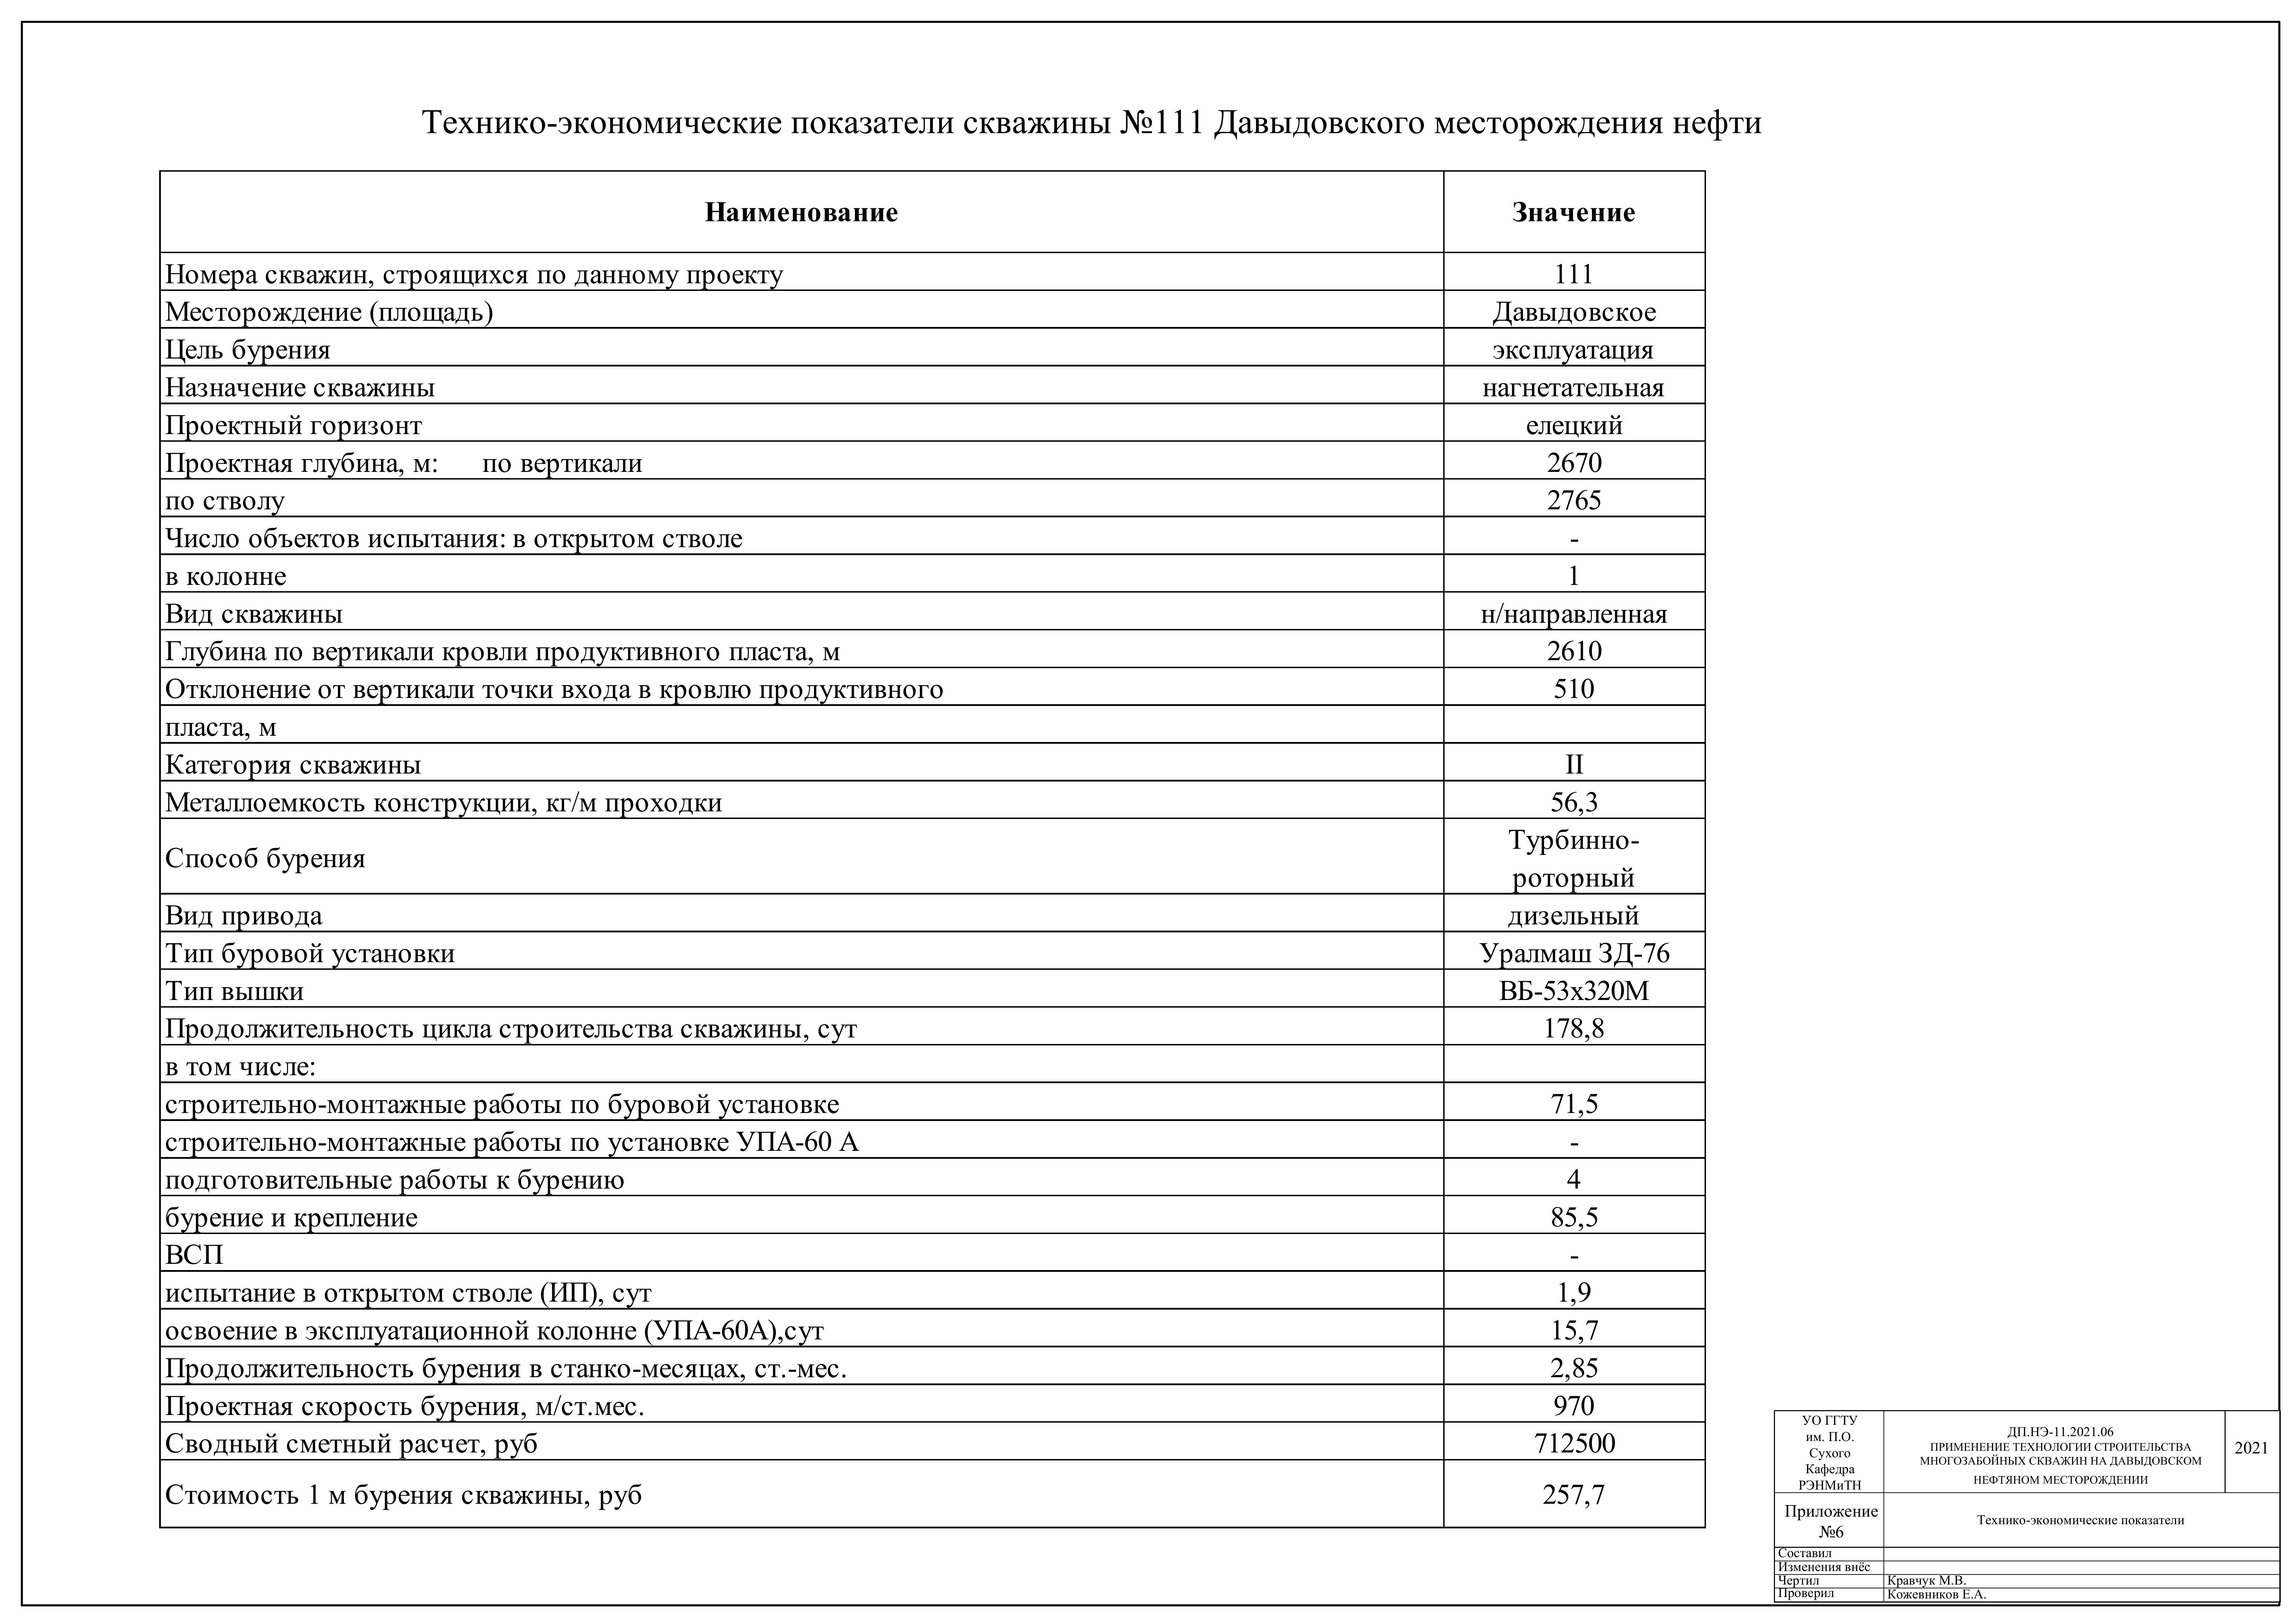 Технико-экономические показатели скважины №111 Давыдовского месторождения нефти
Наименование Значение
Номера скважин, строящихся по данному проекту 111
Месторождение (площадь) Давыдовское
Цель бурения эксплуатация
Назначение скважины нагнетательная
Проектный горизонт елецкий
Проектная глубина, м: по вертикали 2670
по стволу 2765
Число объектов испытания: в открытом стволе -
в колонне 1
Вид скважины н/направленная
Глубина по вертикали кровли продуктивного пласта, м 2610
Отклонение от вертикали точки входа в кровлю продуктивного 510
пласта, м
Категория скважины II
Металлоемкость конструкции, кг/м проходки 56,3
Способ бурения Турбинно-
роторный
Вид привода дизельный
Тип буровой установки Уралмаш ЗД-76
Тип вышки ВБ-53х320М
Продолжительность цикла строительства скважины, сут 178,8
в том числе:
строительно-монтажные работы по буровой установке 71,5
строительно-монтажные работы по установке УПА-60 А -
подготовительные работы к бурению 4
бурение и крепление 85,5
ВСП -
испытание в открытом стволе (ИП), сут 1,9
освоение в эксплуатационной колонне (УПА-60А),сут 15,7
Продолжительность бурения в станко-месяцах, ст.-мес. 2,85
Проектная скорость бурения, м/ст.мес. 970
Сводный сметный расчет, руб 712500
Стоимость 1 м бурения скважины, руб 257,7
УО ГГТУ
им. П.О.
Сухого
Кафедра
РЭНМиТН
ДП.НЭ-11.2021.06
ПРИМЕНЕНИЕ ТЕХНОЛОГИИ СТРОИТЕЛЬСТВА
МНОГОЗАБОЙНЫХ СКВАЖИН НА ДАВЫДОВСКОМ
НЕФТЯНОМ МЕСТОРОЖДЕНИИ
2021
Приложение
№6
Технико-экономические показатели
Составил
Изменения внёс
Чертил Кравчук М.В.
Проверил Кожевников Е.А.